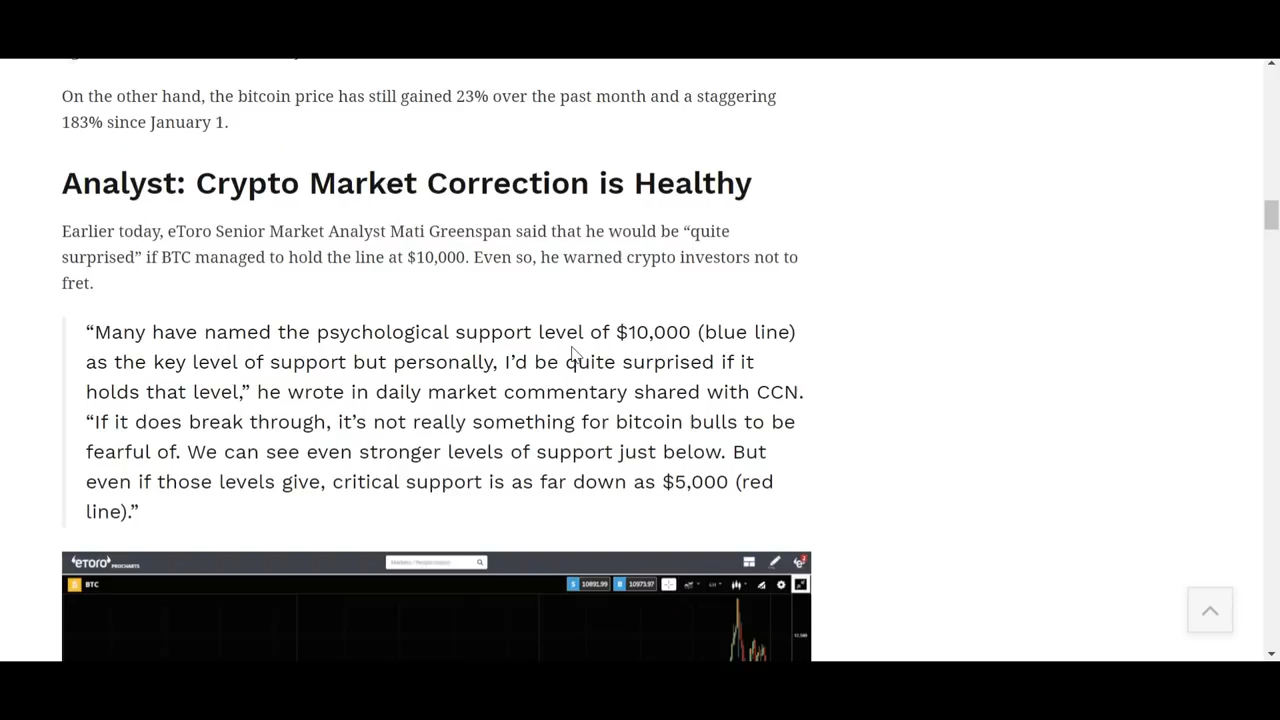 On the other hand, the bitcoin price has still gained 23% over the past month and a staggering
183% since January 1.
Analyst: Crypto Market Correction is Healthy
Earlier today, eToro Senior Market Analyst Mati Greenspan said that he would be “quite
surprised” if BTC managed to hold the line at $10,000. Even so, he warned crypto investors not to
fret.
“Many have named the psychological support level of $10,000 (blue line)
as the key level of support but personally, I’d be quite surprised if it
holds that level,” he wrote in daily market commentary shared with CCN.
“If it does break through, it’s not really something for bitcoin bulls to be
fearful of. We can see even stronger levels of support just below. But
even if those levels give, critical support is as far down as $5,000 (red
line).”
eTORO PROCHARTS
BTC
S 10891.99 B 10973.97
12,500